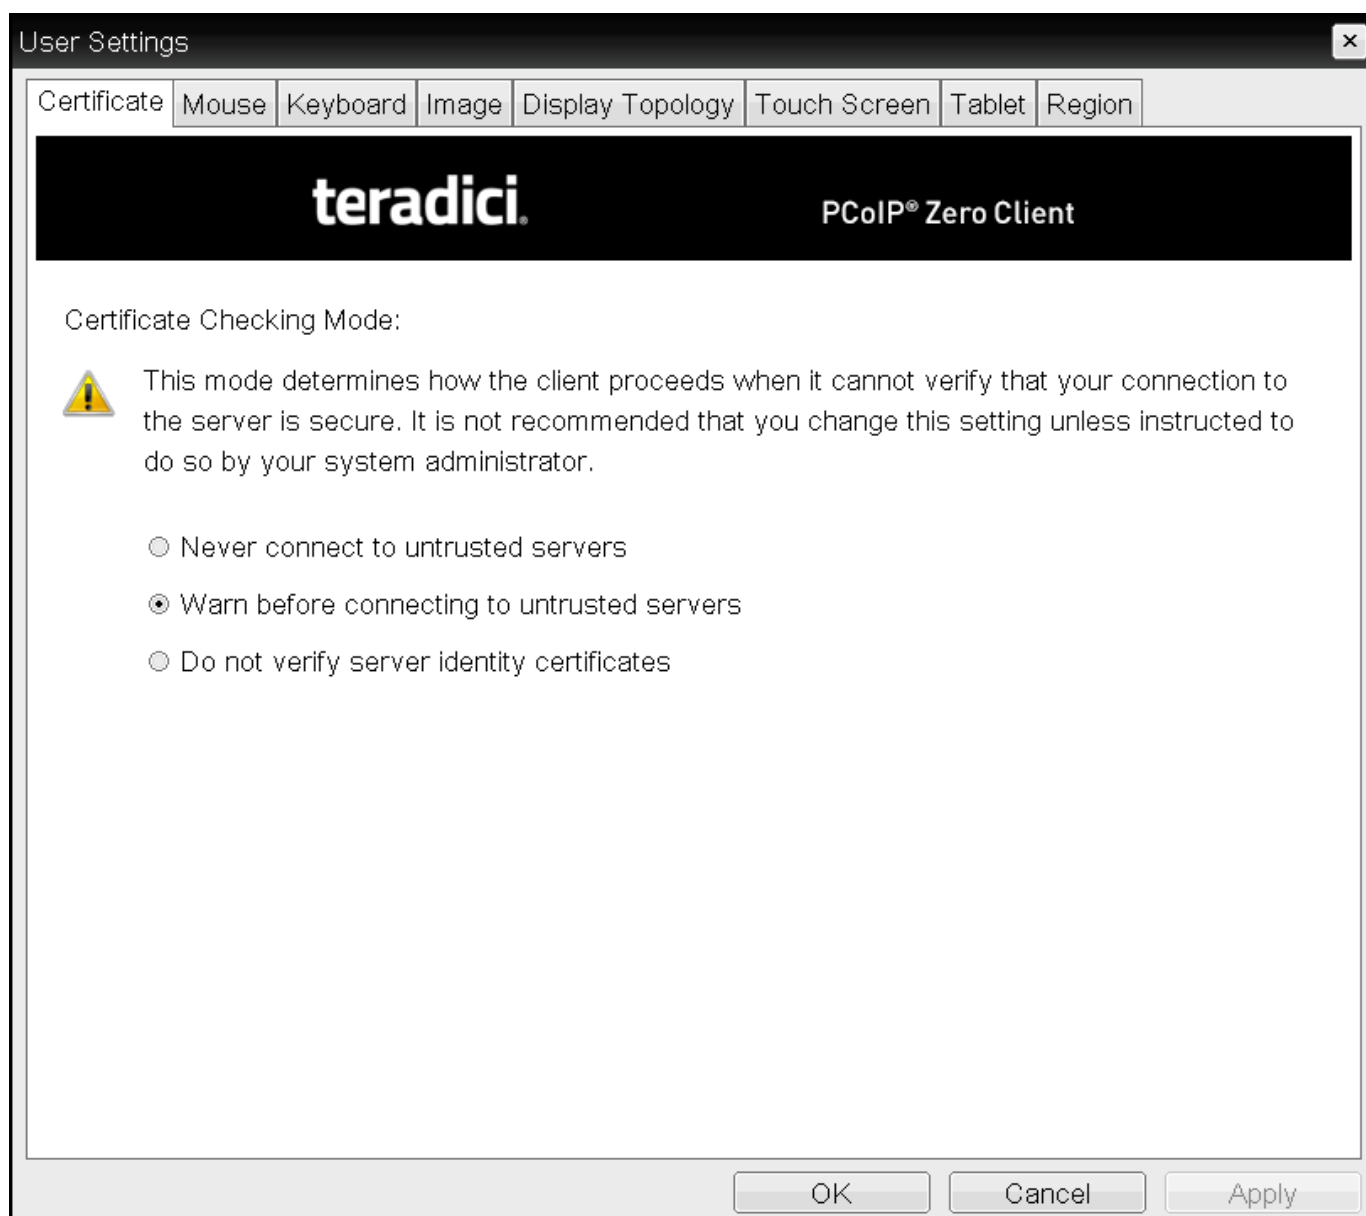 User Settings
Certificate Mouse Keyboard Image Display Topology Touch Screen Tablet Region
teradici. PCoIP® Zero Client
Certificate Checking Mode:
This mode determines how the client proceeds when it cannot verify that your connection to
the server is secure. It is not recommended that you change this setting unless instructed to
do so by your system administrator.
Never connect to untrusted servers
Warn before connecting to untrusted servers
Do not verify server identity certificates
OK Cancel Apply